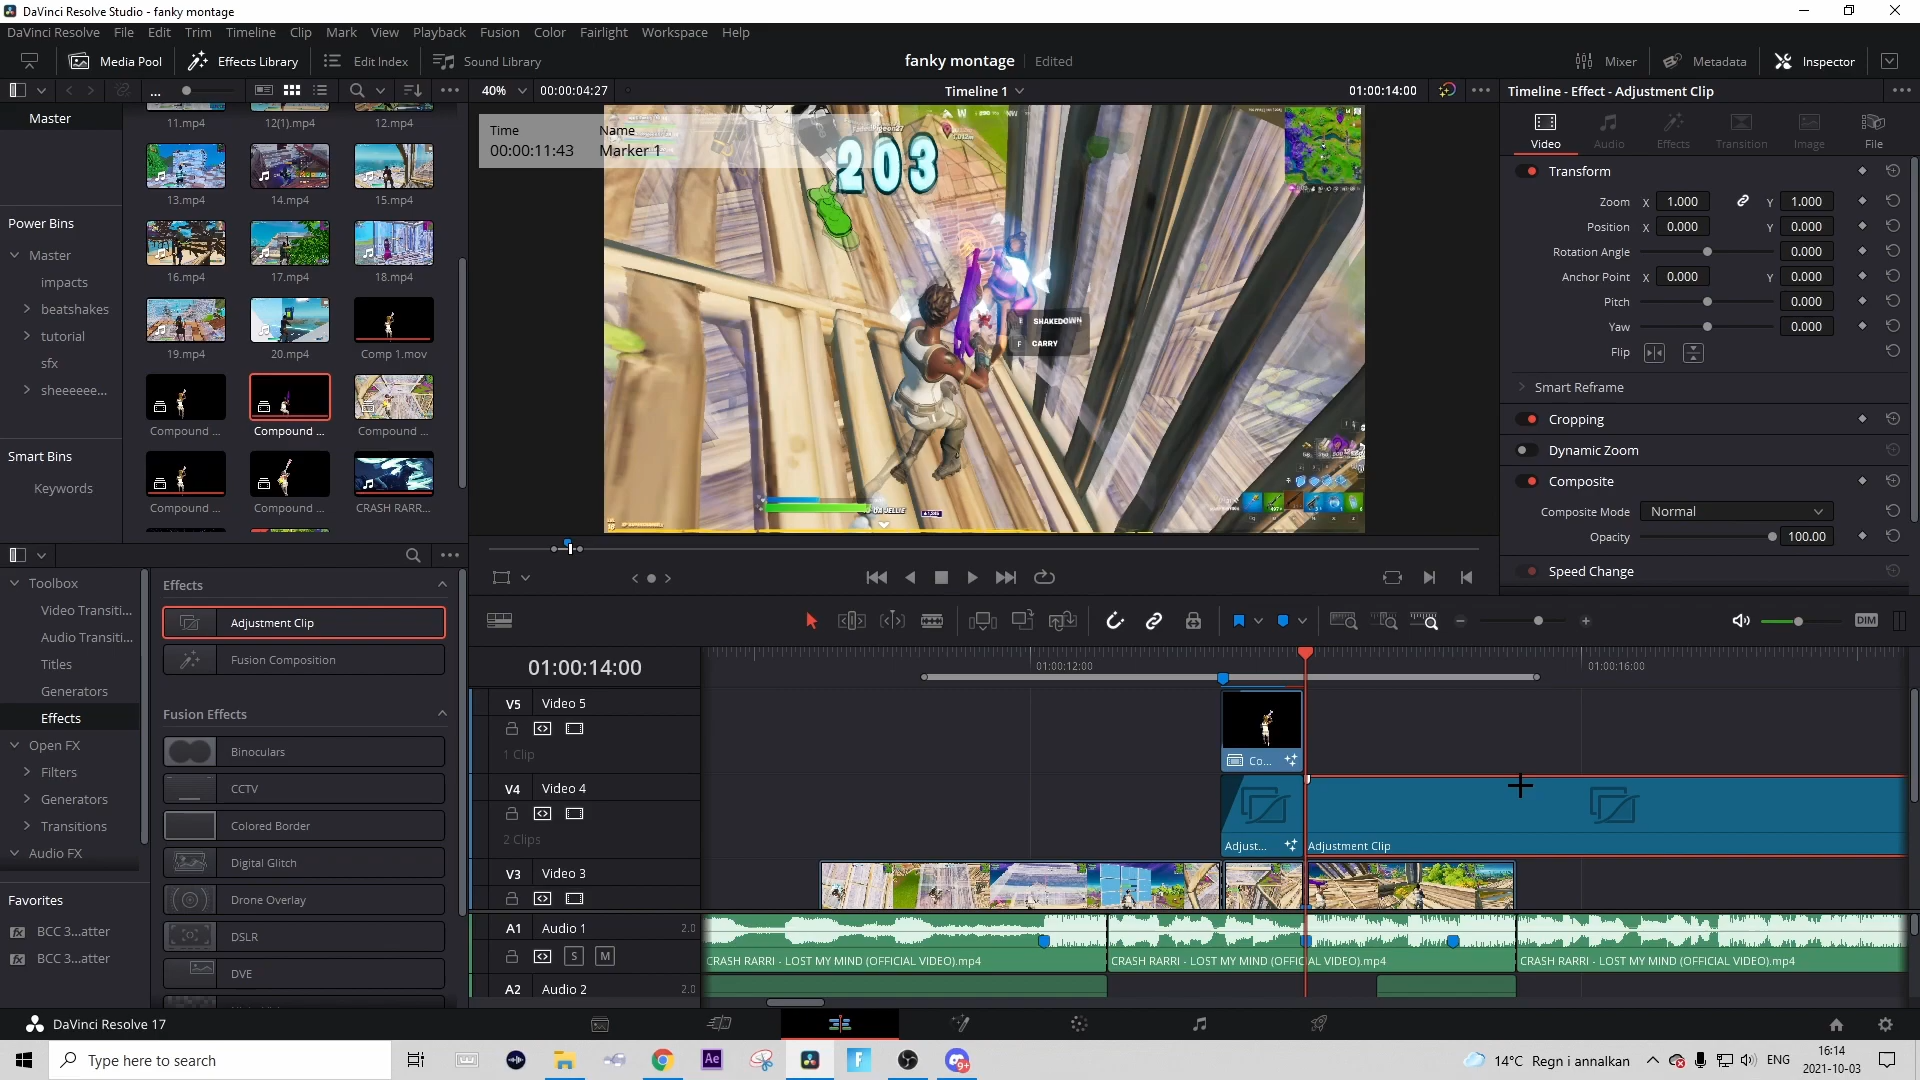 DaVinci Resolve Studio - fanky montage
DaVinci Resolve File Edit Trim Timeline Clip Mark View Playback Fusion Color Fairlight Workspace Help
Media Pool Effects Library Edit Index Sound Library fanky montage Edited Mixer Metadata Inspector
... 40% 00:00:04:27 Timeline 1 01:00:14:00 Timeline - Effect - Adjustment Clip
Master
11.mp4 12(1).mp4 12.mp4
13.mp4 14.mp4 15.mp4
16.mp4 17.mp4 18.mp4
19.mp4 20.mp4 Comp 1.mov
Compound ... Compound ... Compound ...
Compound ... Compound ... CRASH RARR...
Power Bins
Master
impacts
beatshakes
tutorial
sfx
sheeeeee...
Smart Bins
Keywords
Time Name
00:00:11:43 Marker 1
203
SHAKEDOWN
F CARRY
Video Audio Effects Transition Image File
Transform
Zoom X 1.000 Y 1.000
Position X 0.000 Y 0.000
Rotation Angle 0.000
Anchor Point X 0.000 Y 0.000
Pitch 0.000
Yaw 0.000
Flip
Smart Reframe
Cropping
Dynamic Zoom
Composite
Composite Mode Normal
Opacity 100.00
Speed Change
Toolbox
Video Transiti...
Audio Transiti...
Titles
Generators
Effects
Open FX
Filters
Generators
Transitions
Audio FX
Favorites
fx BCC 3...atter
fx BCC 3...atter
Effects
Adjustment Clip
Fusion Composition
Fusion Effects
Binoculars
CCTV
Colored Border
Digital Glitch
Drone Overlay
DSLR
DVE
DIM
01:00:14:00 01:00:12:00 01:00:16:00
V5 Video 5
1 Clip
Co...
V4 Video 4
2 Clips
Adjust... Adjustment Clip
V3 Video 3
A1 Audio 1 2.0
S M
CRASH RARRI - LOST MY MIND (OFFICIAL VIDEO).mp4 CRASH RARRI - LOST MY MIND (OFFICIAL VIDEO).mp4 CRASH RARRI - LOST MY MIND (OFFICIAL VIDEO).mp4
A2 Audio 2 2.0
DaVinci Resolve 17
Type here to search
Ae
F
9+
14°C Regn i annalkan
ENG
16:14
2021-10-03